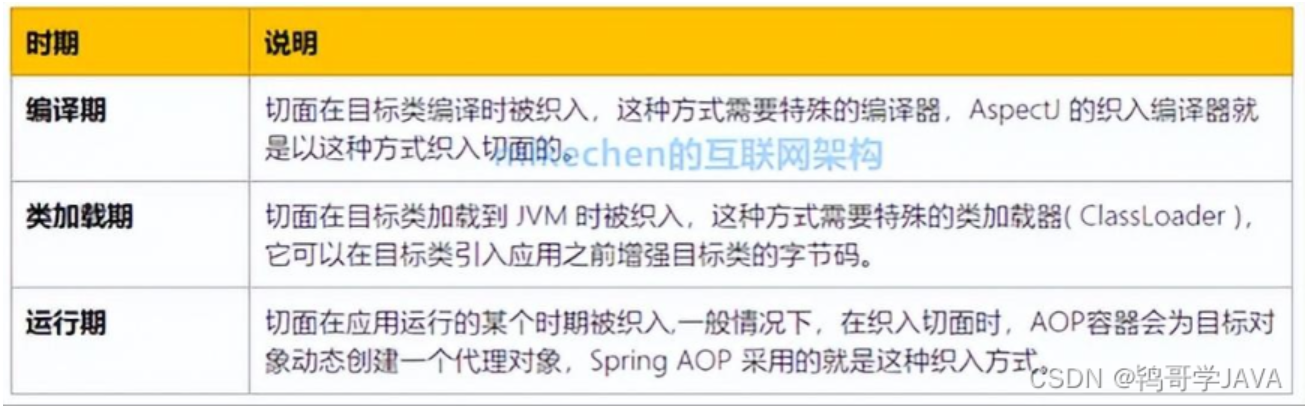 时期 说明
编译期 切面在目标类编译时被织入，这种方式需要特殊的编译器，AspectJ 的织入编译器就
是以这种方式织入切面的。
mikechen的互联网架构
类加载期 切面在目标类加载到 JVM 时被织入，这种方式需要特殊的类加载器( ClassLoader )，
它可以在目标类引入应用之前增强目标类的字节码。
运行期 切面在应用运行的某个时期被织入,一般情况下，在织入切面时，AOP容器会为目标对
象动态创建一个代理对象，Spring AOP 采用的就是这种织入方式。
CSDN @鸨哥学JAVA